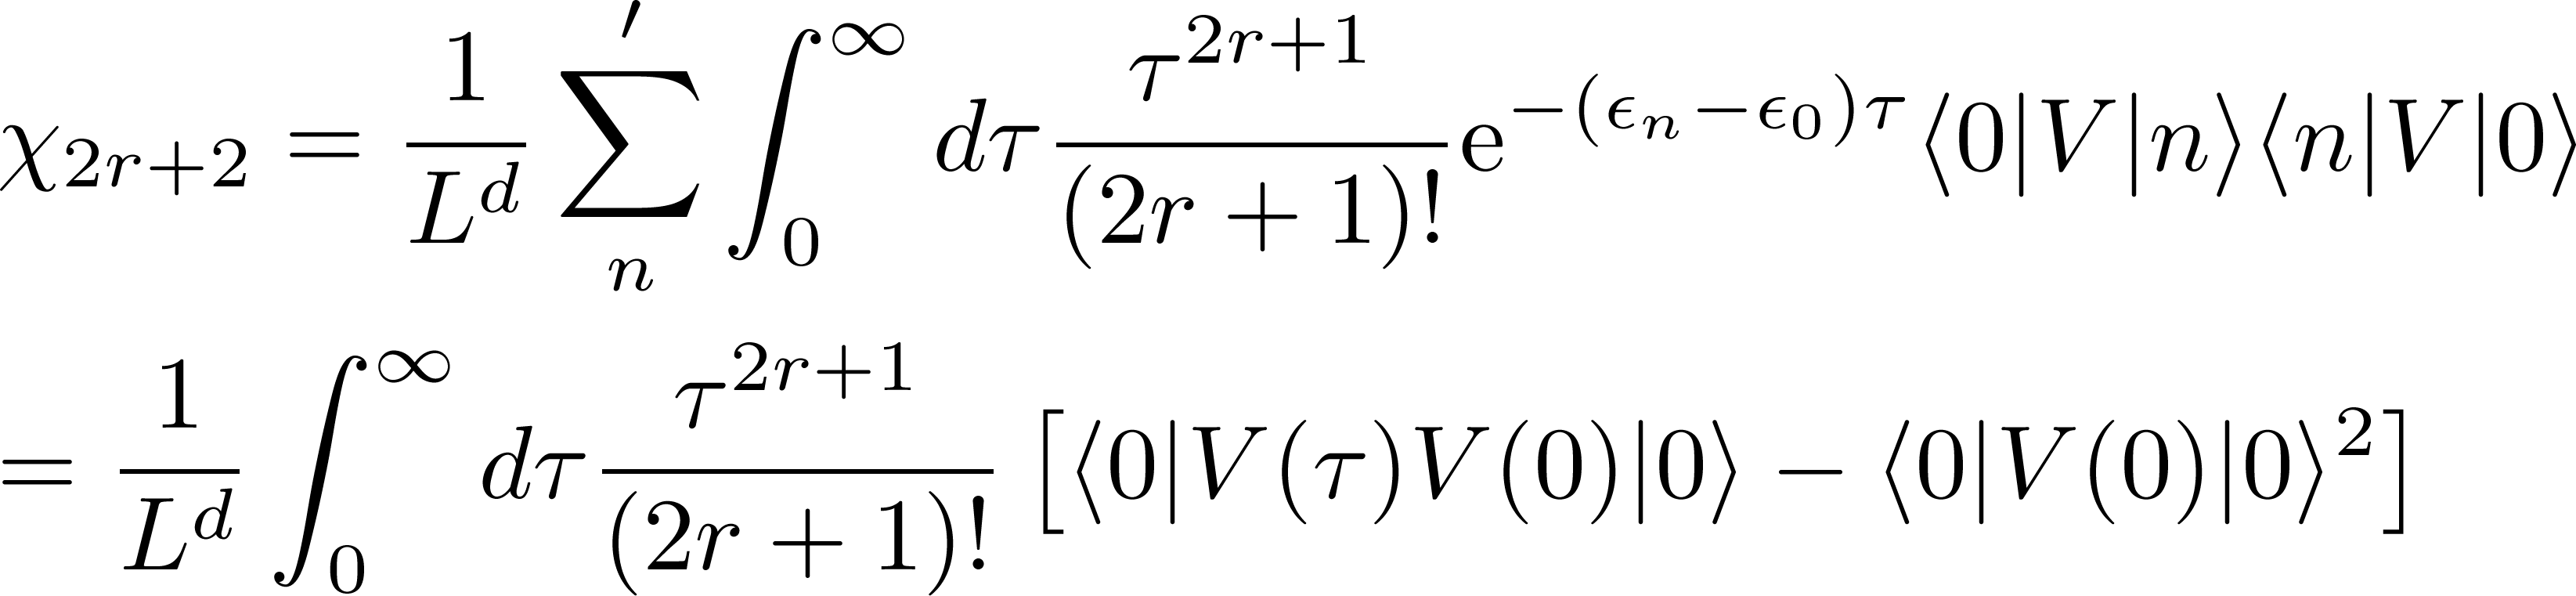 \chi_{2r+2} = \frac{1}{L^d} \sum_n' \int_0^\infty d\tau \frac{\tau^{2r+1}}{(2r+1)!} \mathrm{e}^{-(\epsilon_n-\epsilon_0)\tau} \langle 0|V|n\rangle\langle n|V|0\rangle
= \frac{1}{L^d} \int_0^\infty d\tau \frac{\tau^{2r+1}}{(2r+1)!} \left[ \langle 0|V(\tau)V(0)|0\rangle - \langle 0|V(0)|0\rangle^2 \right]